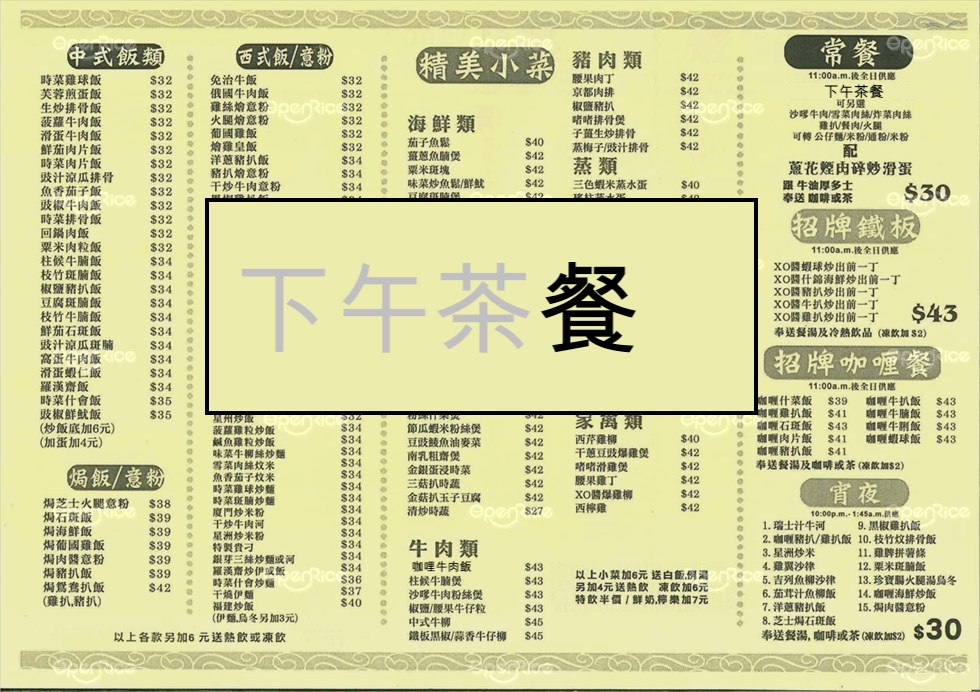 中式飯類
時菜雞球飯 $32
芙蓉煎蛋飯 $32
生炒排骨飯 $32
菠蘿牛肉飯 $32
滑蛋牛肉飯 $32
鮮茄肉片飯 $32
時菜肉片飯 $32
豉汁涼瓜排骨 $32
魚香茄子飯 $32
豉椒牛肉飯 $32
時菜排骨飯 $32
回鍋肉飯 $32
粟米肉粒飯 $32
柱候牛腩飯 $34
枝竹斑腩飯 $34
椒鹽豬扒飯 $34
豆腐斑腩飯 $34
枝竹牛腩飯 $34
鮮茄石斑飯 $34
豉汁涼瓜斑腩 $34
窩蛋牛肉飯 $34
滑蛋蝦仁飯 $34
羅漢齋飯 $34
時菜什會飯 $35
豉椒鮮魷飯 $35
(炒飯底加6元)
(加蛋加4元)
焗飯/意粉
焗芝士火腿意粉 $38
焗石斑飯 $39
焗海鮮飯 $39
焗葡國雞飯 $39
焗肉醬意粉 $39
焗豬扒飯 $39
焗鴛鴦扒飯 $42
(雞扒,豬扒)
以上各款另加6元送熱飲或凍飲
西式飯/意粉
免治牛飯 $32
俄國牛肉飯 $32
雞絲燴意粉 $32
火腿燴意粉 $32
葡國雞飯 $32
燴雞皇飯 $32
洋蔥豬扒飯 $34
豬扒燴意粉 $34
干炒牛肉意粉 $34
下午茶餐
星州炒飯 $32
菠蘿雞粒炒飯 $34
鹹魚雞粒炒飯 $34
味菜牛柳絲炒麵 $34
雪菜肉絲炆米 $34
魚香茄子炆米 $34
時菜雞球炒麵 $34
時菜斑腩炒麵 $34
廈門炒米粉 $34
干炒牛肉河 $34
星洲炒米粉 $34
特製貴刁 $34
銀芽三絲炒麵或河 $34
羅漢齋炒伊或飯 $34
時菜什會炒麵 $36
干燒伊麵 $37
福建炒飯 $40
(伊麵,烏冬另加3元)
精美小菜
海鮮類
茄子魚鬆 $40
薑蔥魚腩煲 $42
粟米斑塊 $42
味菜炒魚鬆/鮮魷 $42
豆腐斑腩煲 $42
粉絲什菜煲 $42
節瓜蝦米粉絲煲 $42
豆豉鯪魚油麥菜 $42
南乳粗齋煲 $42
金銀蛋浸時菜 $42
三菇扒時蔬 $42
金菇扒玉子豆腐 $42
清炒時蔬 $27
牛肉類
咖哩牛肉飯 $43
柱候牛腩煲 $43
沙嗲牛肉粉絲煲 $43
椒鹽/腰果牛仔粒 $43
中式牛柳 $45
鐵板黑椒/蒜香牛仔柳 $45
豬肉類
腰果肉丁 $42
京都肉排 $42
椒鹽豬扒 $42
啫啫排骨煲 $42
子薑生炒排骨 $42
蒸梅子/豉汁排骨 $42
蒸類
三色蝦米蒸水蛋 $40
家禽類
西芹雞柳 $40
干蔥豆豉爆雞煲 $42
啫啫滑雞煲 $42
腰果雞丁 $42
XO醬爆雞柳 $42
西檸雞 $42
以上小菜加6元 送白飯,例湯
另加4元送熱飲 凍飲加6元
特飲半價 / 鮮奶,檸樂加7元
常餐
11:00a.m.後全日供應
下午茶餐
可另選
沙嗲牛肉/雪菜肉絲/炸菜肉絲
雞扒/餐肉/火腿
可轉 公仔麵/米粉/通粉/米粉
配
蔥花煙肉碎炒滑蛋
跟 牛油厚多士
奉送 咖啡或茶 $30
招牌鐵板
11:00a.m.後全日供應
XO醬蝦球炒出前一丁
XO醬什錦海鮮炒出前一丁
XO醬豬扒炒出前一丁
XO醬牛扒炒出前一丁
XO醬雞扒炒出前一丁 $43
奉送餐湯及冷熱飲品 (凍飲加 $2)
招牌咖喱餐
11:00a.m.後全日供應
咖喱什菜飯 $39 咖喱牛扒飯 $43
咖喱雞扒飯 $41 咖喱牛腩飯 $43
咖喱石斑飯 $43 咖喱牛脷飯 $43
咖喱肉片飯 $41 咖喱蝦球飯 $43
咖喱豬扒飯 $41
奉送餐湯及咖啡或茶 (凍飲加$2)
宵夜
10:00p.m.- 1:45a.m.供應
1. 瑞士汁牛河 9. 黑椒雞扒飯
2. 咖喱豬扒/雞扒飯 10. 枝竹炆排骨飯
3. 星洲炒米 11. 雞髀拼薯條
4. 雞翼沙律 12. 粟米斑腩飯
5. 吉列魚柳沙律 13. 珍寶腸火腿湯烏冬
6. 茄茸汁魚柳飯 14. 咖喱海鮮炒飯
7. 洋蔥豬扒飯 15. 焗肉醬意粉
8. 芝士焗石斑飯
奉送餐湯, 咖啡或茶(凍飲加$2) $30